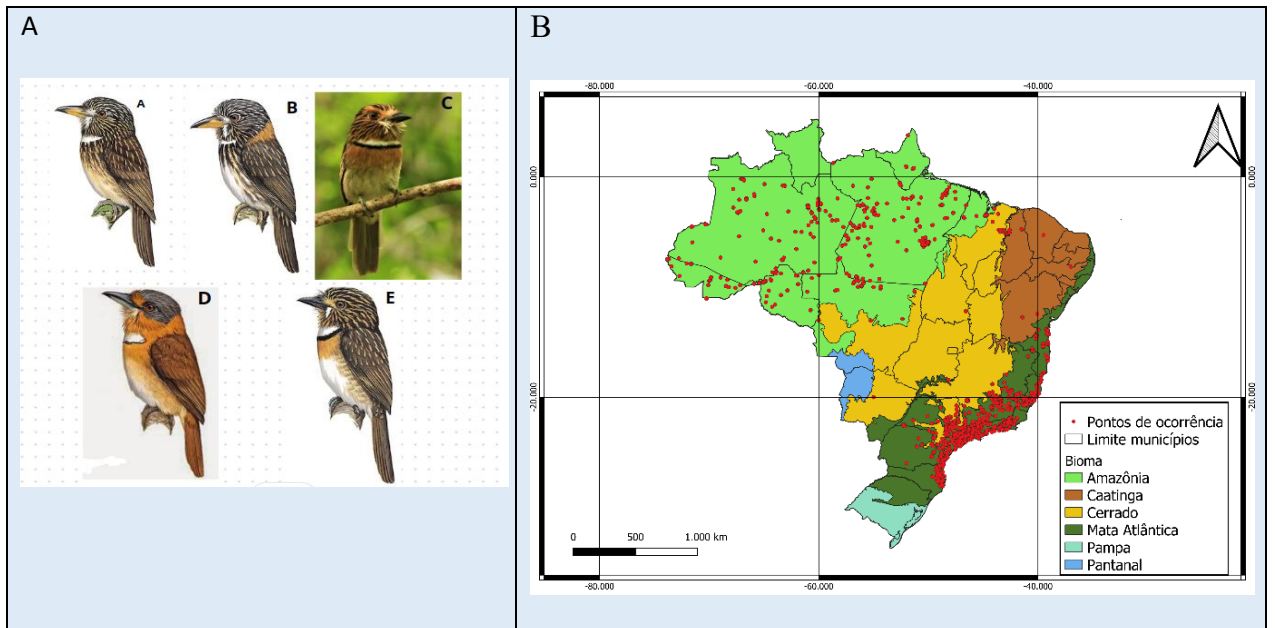 A
B
A
B
C
D
E
-80.000 -60.000 -40.000
0.000 0.000
-20.000 -20.000
Pontos de ocorrência
Limite municípios
Bioma
Amazônia
Caatinga
Cerrado
Mata Atlântica
Pampa
Pantanal
0 500 1.000 km
-80.000 -60.000 -40.000